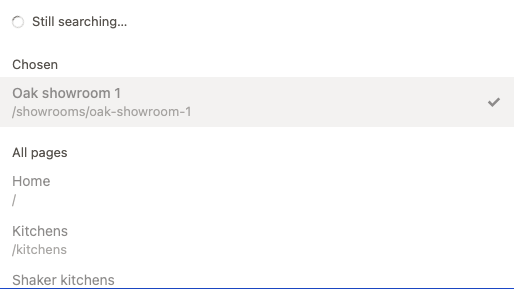 Still searching...
Chosen
Oak showroom 1
/showrooms/oak-showroom-1
All pages
Home
/
Kitchens
/kitchens
Shaker kitchens